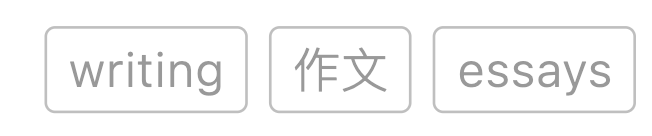 writing 作文 essays